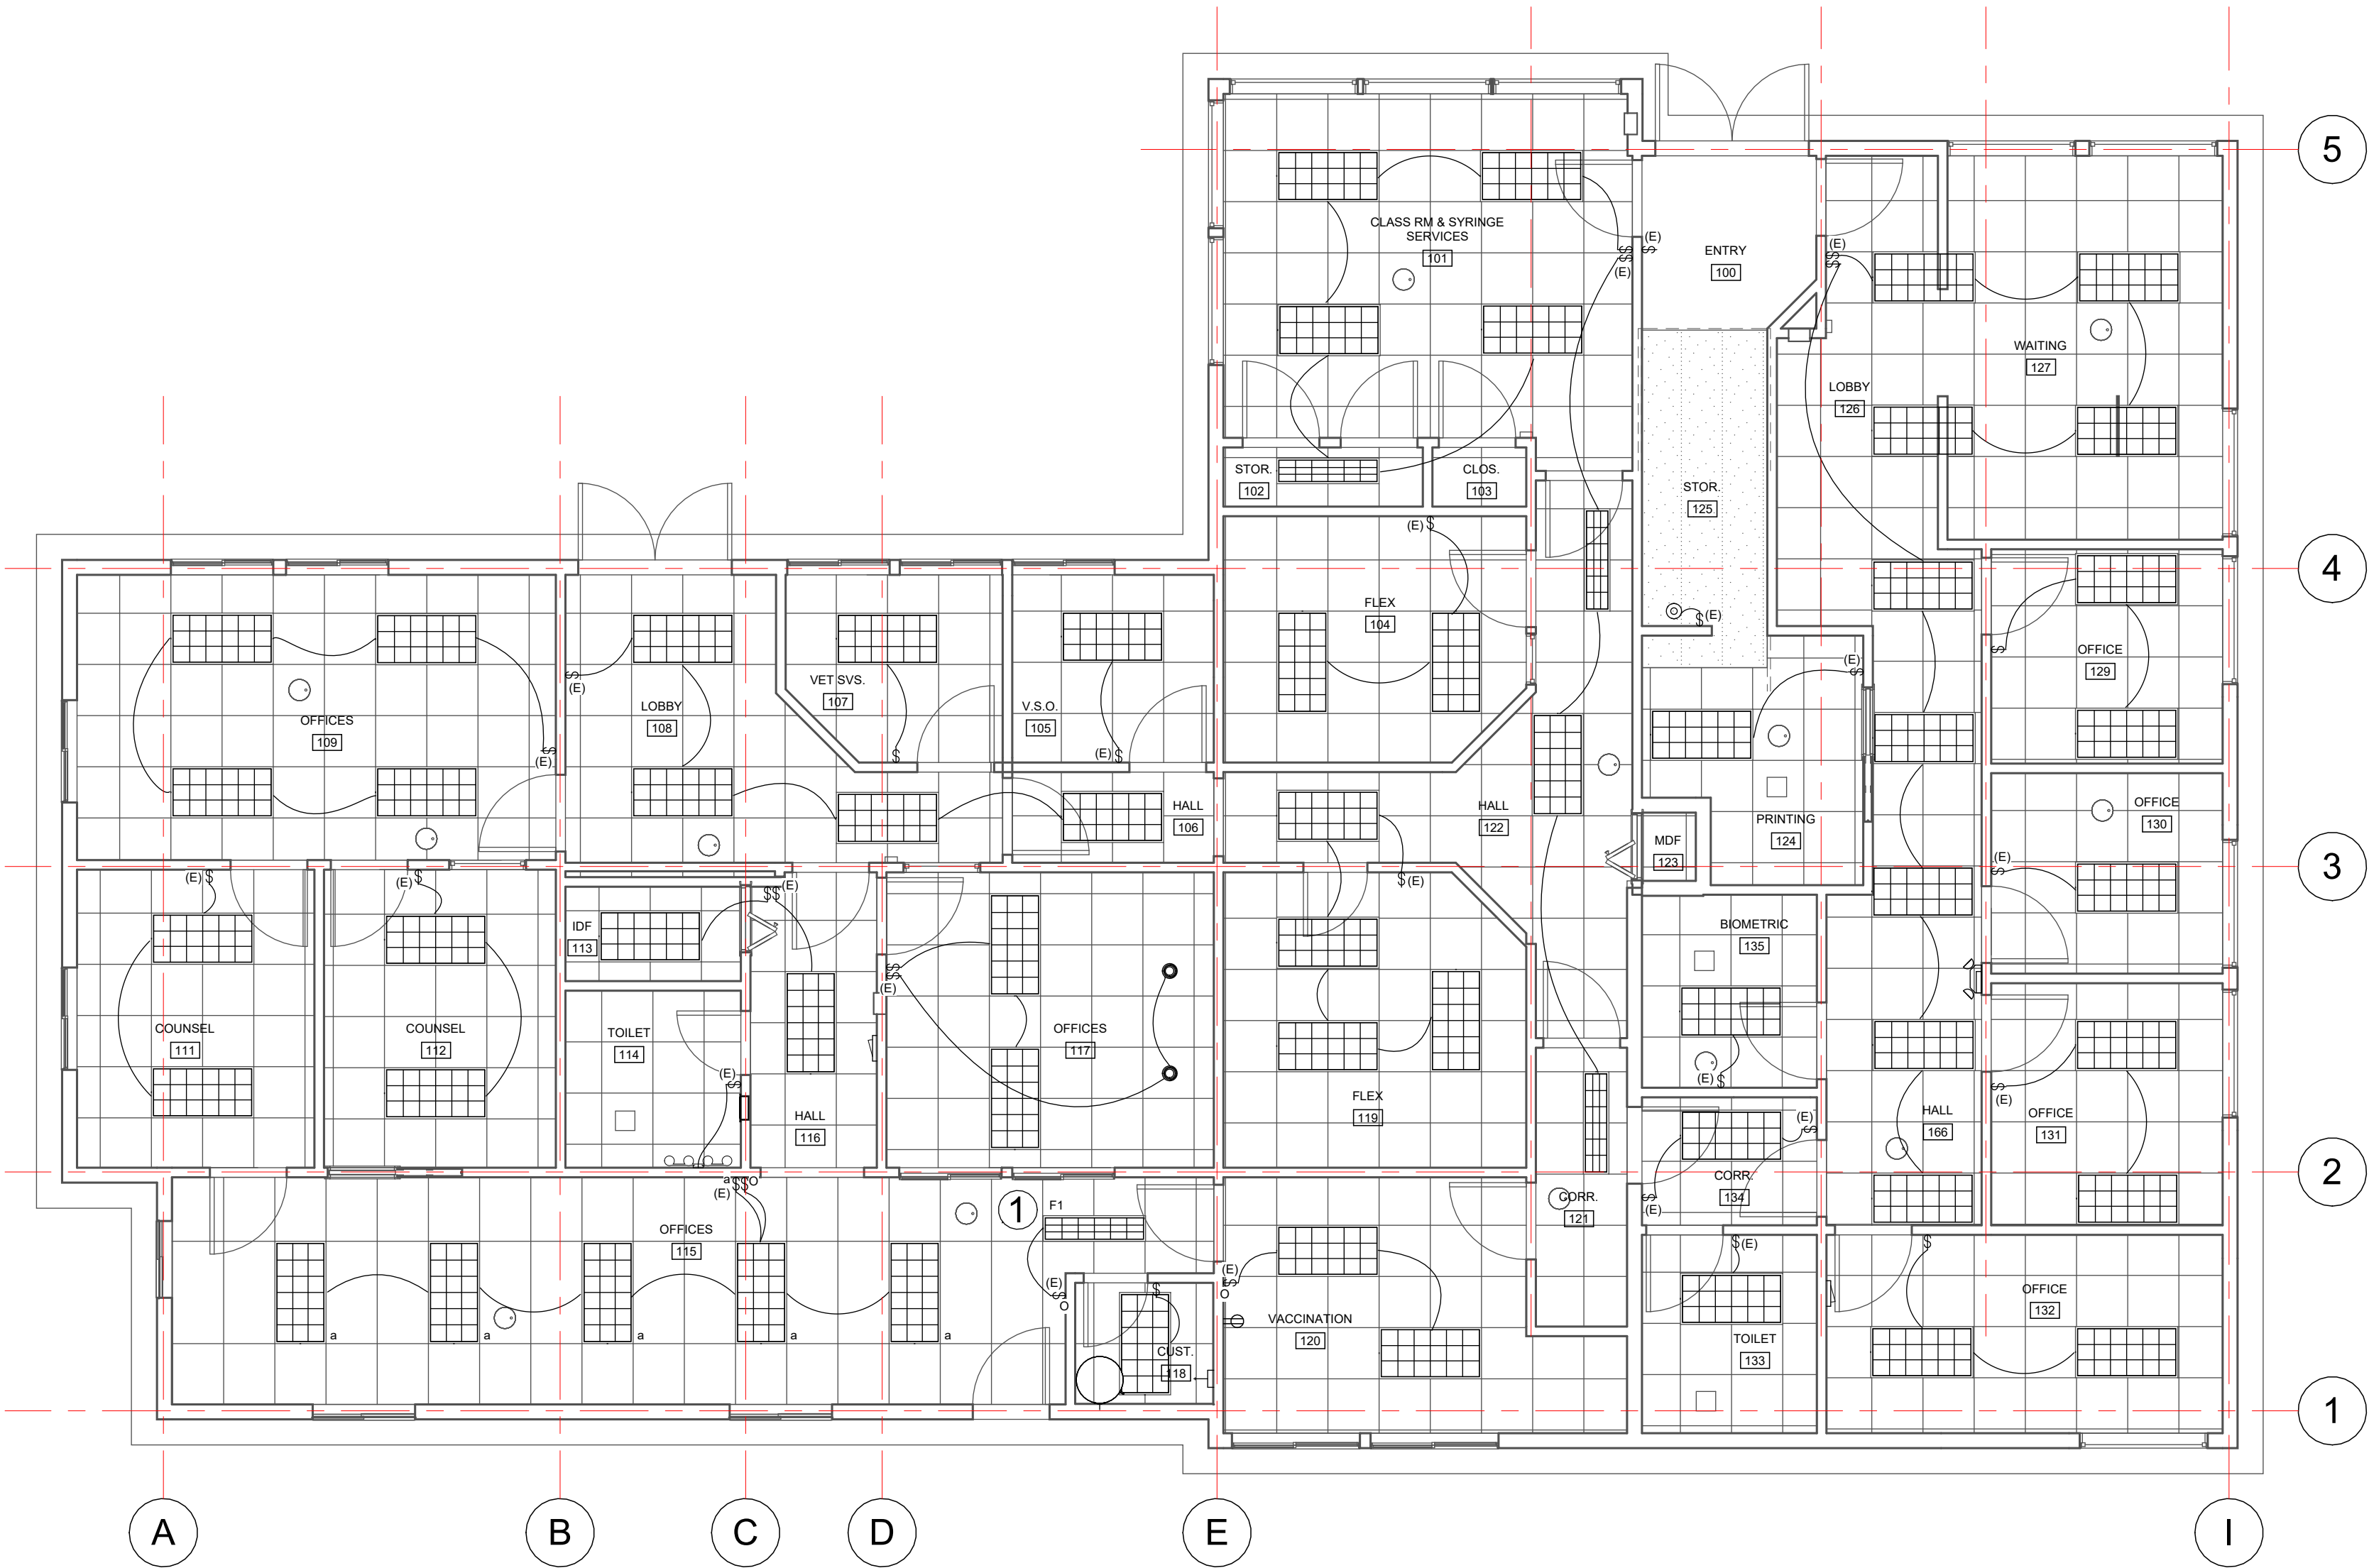 5
CLASS RM & SYRINGE
SERVICES
101
(E)
(E)
ENTRY
100
(E)
WAITING
127
LOBBY
126
STOR.
102
CLOS.
103
STOR.
125
(E) $
4
FLEX
104
$ (E)
OFFICE
129
$
(E)
$
(E)
VET SVS.
107
LOBBY
108
V.S.O.
105
OFFICES
109
$
(E)
$
(E) $
HALL
106
HALL
122
PRINTING
124
MDF
123
OFFICE
130
(E)
$
3
(E) $
(E) $
$$ (E)
$ (E)
IDF
113
BIOMETRIC
135
$$
(E)
COUNSEL
111
COUNSEL
112
TOILET
114
OFFICES
117
(E)
$
(E) $
$
(E)
HALL
116
FLEX
119
HALL
166
OFFICE
131
(E)
$
2
CORR.
134
$
(E)
a $$ O
(E)
1
F1
CORR.
121
OFFICES
115
$ (E)
$
(E)
$
O
(E)
$
O
$
OFFICE
132
VACCINATION
120
a
a
a
a
a
CUST.
118
TOILET
133
1
A
B
C
D
E
I